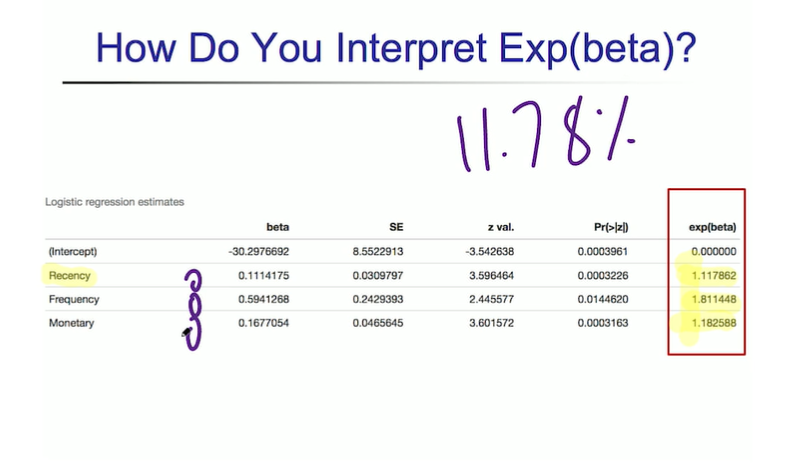 How Do You Interpret Exp(beta)?
11.78%
Logistic regression estimates
beta SE z val. Pr(>|z|) exp(beta)
(Intercept) -30.2976692 8.5522913 -3.542638 0.0003961 0.000000
Recency 0.1114175 0.0309797 3.596464 0.0003226 1.117862
Frequency 0.5941268 0.2429393 2.445577 0.0144620 1.811448
Monetary 0.1677054 0.0465645 3.601572 0.0003163 1.182588